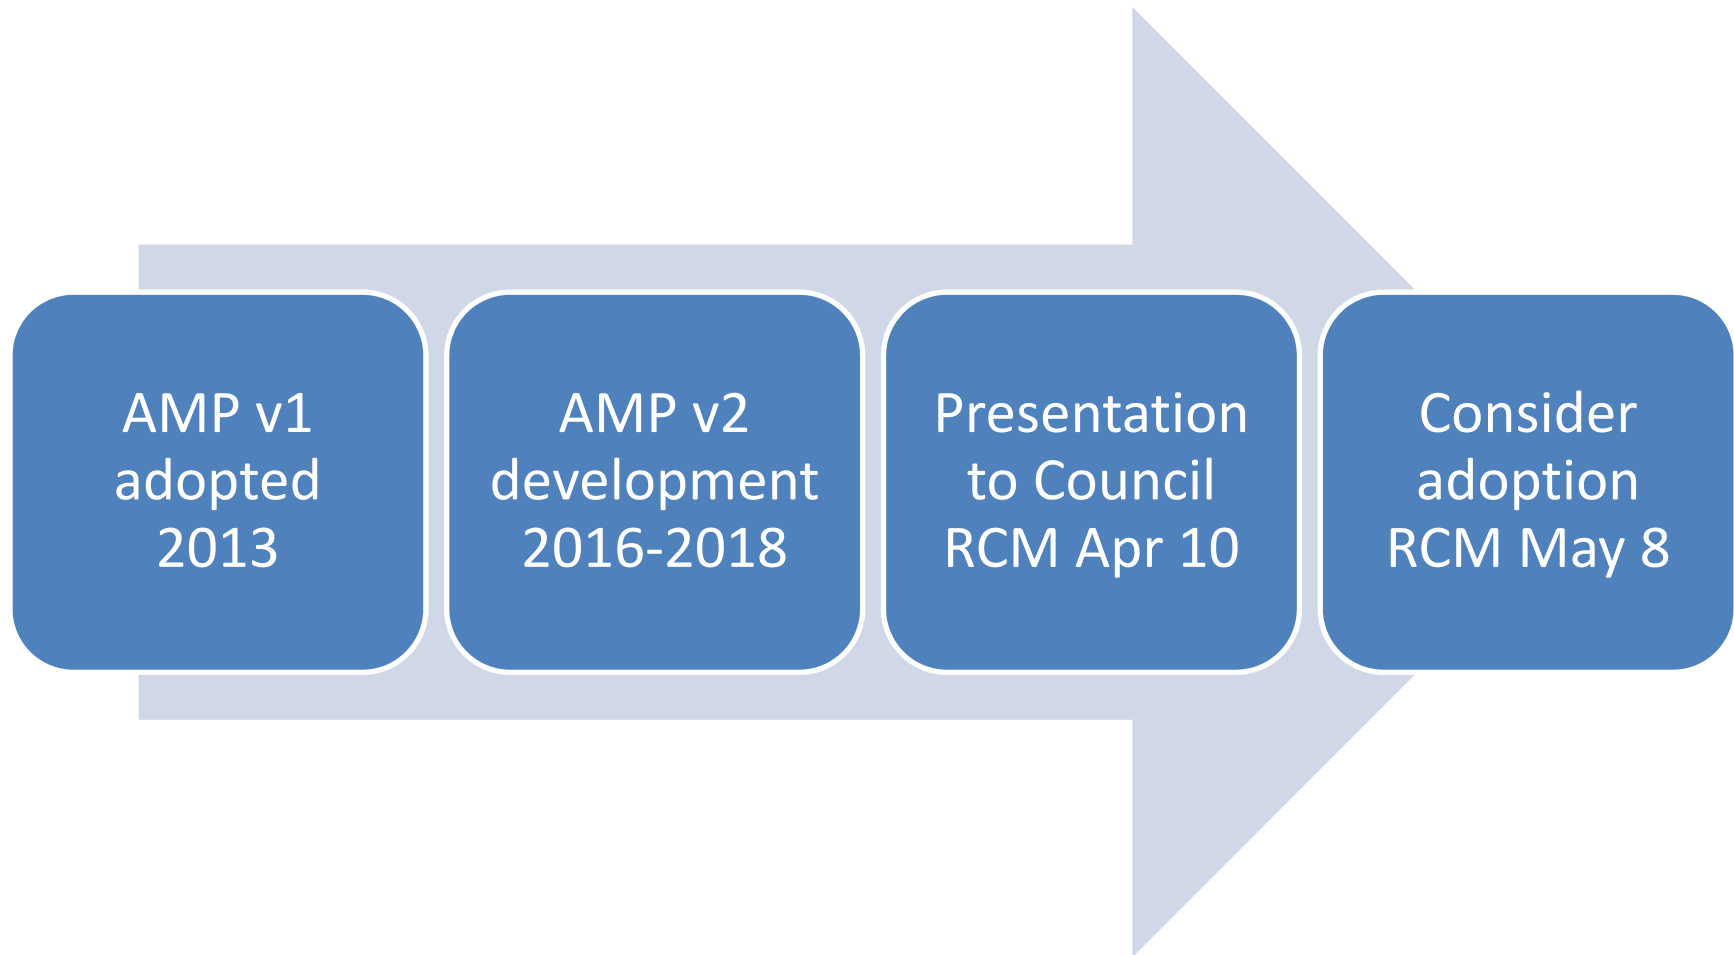 AMP v1
adopted
2013
AMP v2
development
2016-2018
Presentation
to Council
RCM Apr 10
Consider
adoption
RCM May 8